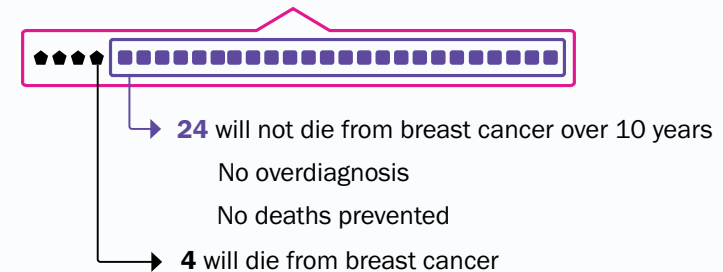 24 will not die from breast cancer over 10 years
No overdiagnosis
No deaths prevented
4 will die from breast cancer